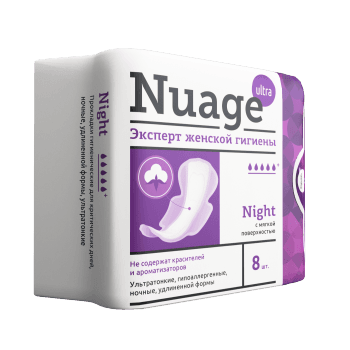 Nuage
ultra
Эксперт женской гигиены
Night
с мягкой
поверхностью
Не содержат красителей
и ароматизаторов
Ультратонкие, гипоаллергенные,
ночные, удлиненной формы
8 шт.
Night
Прокладки гигиенические для критических дней,
ночные, удлиненной формы, ультратонкие